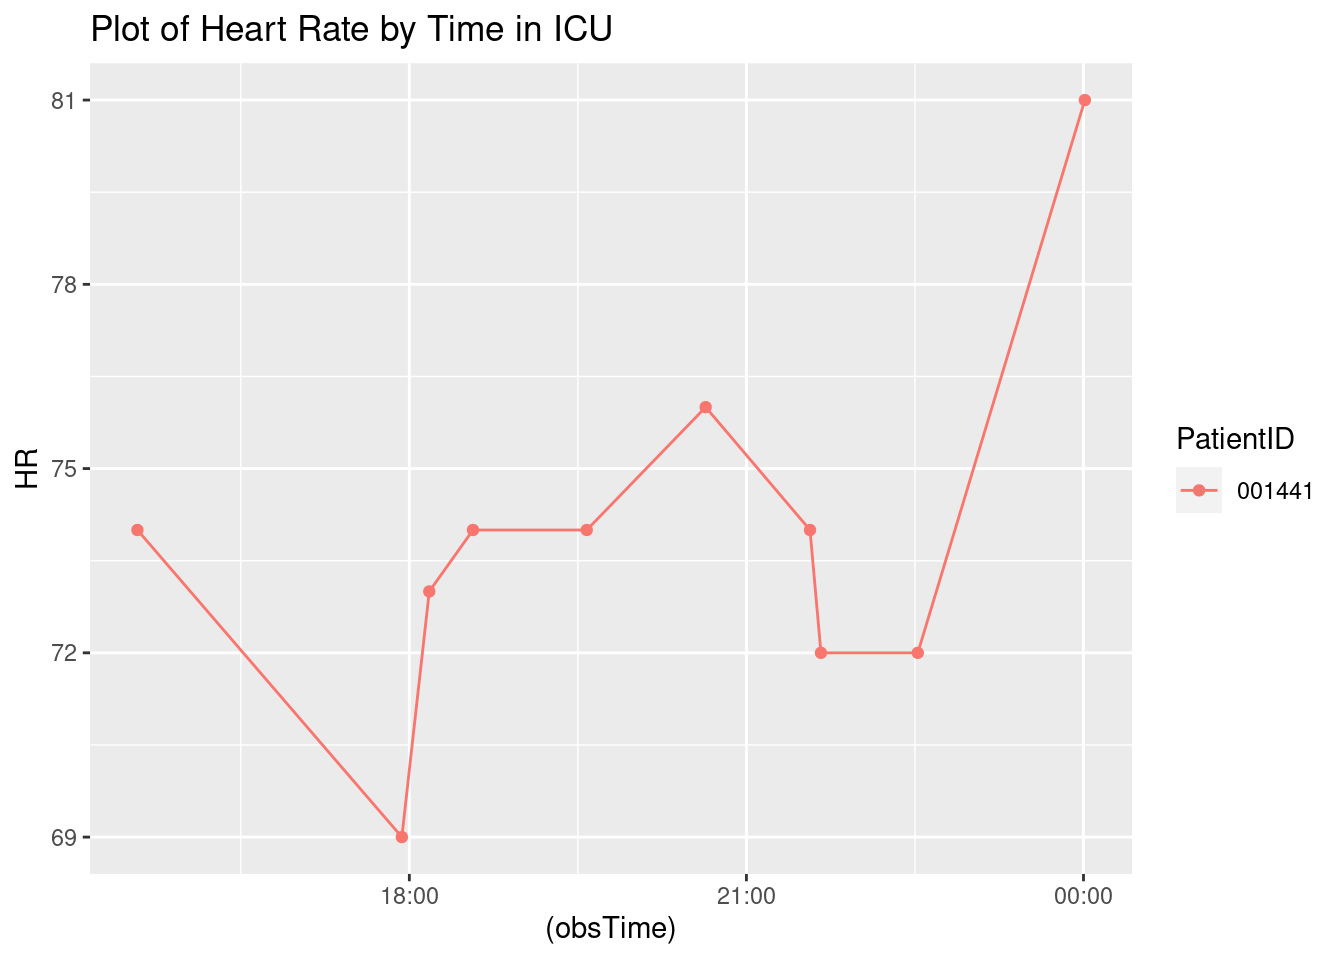 Plot of Heart Rate by Time in ICU
81
78
75
72
69
HR
18:00
21:00
00:00
(obsTime)
PatientID
001441